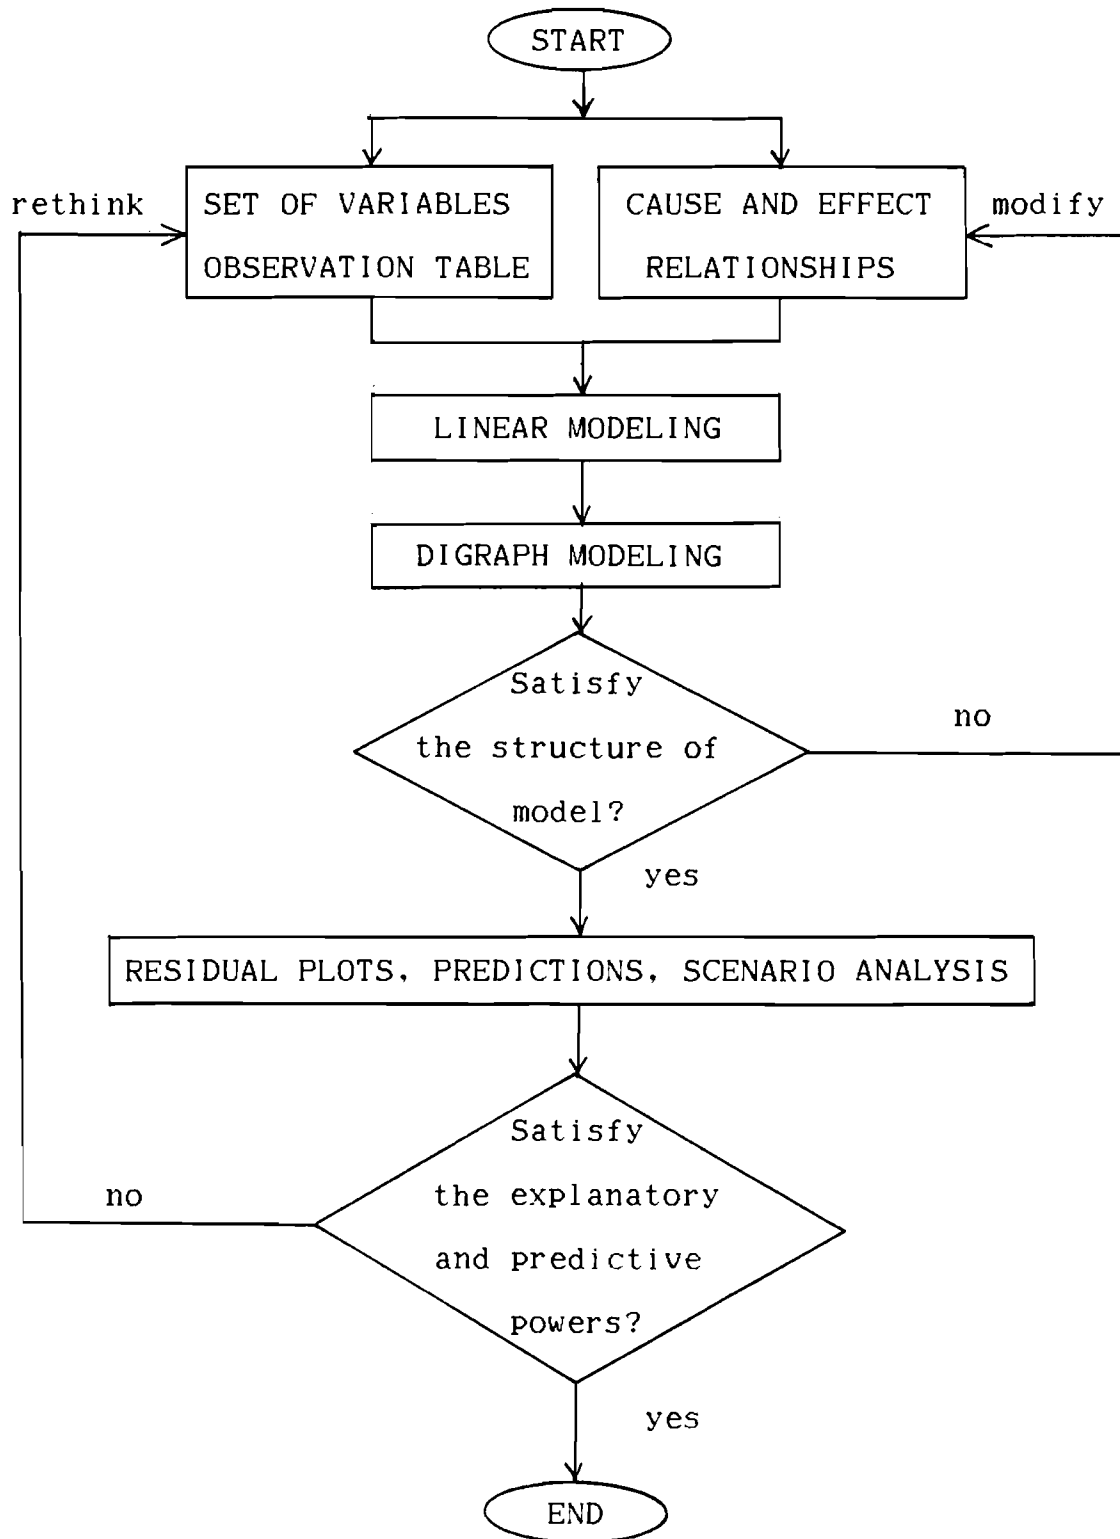 START
rethink
SET OF VARIABLES
OBSERVATION TABLE
CAUSE AND EFFECT
RELATIONSHIPS
modify
LINEAR MODELING
DIGRAPH MODELING
Satisfy
the structure of
model?
no
yes
RESIDUAL PLOTS, PREDICTIONS, SCENARIO ANALYSIS
Satisfy
the explanatory
and predictive
powers?
no
yes
END